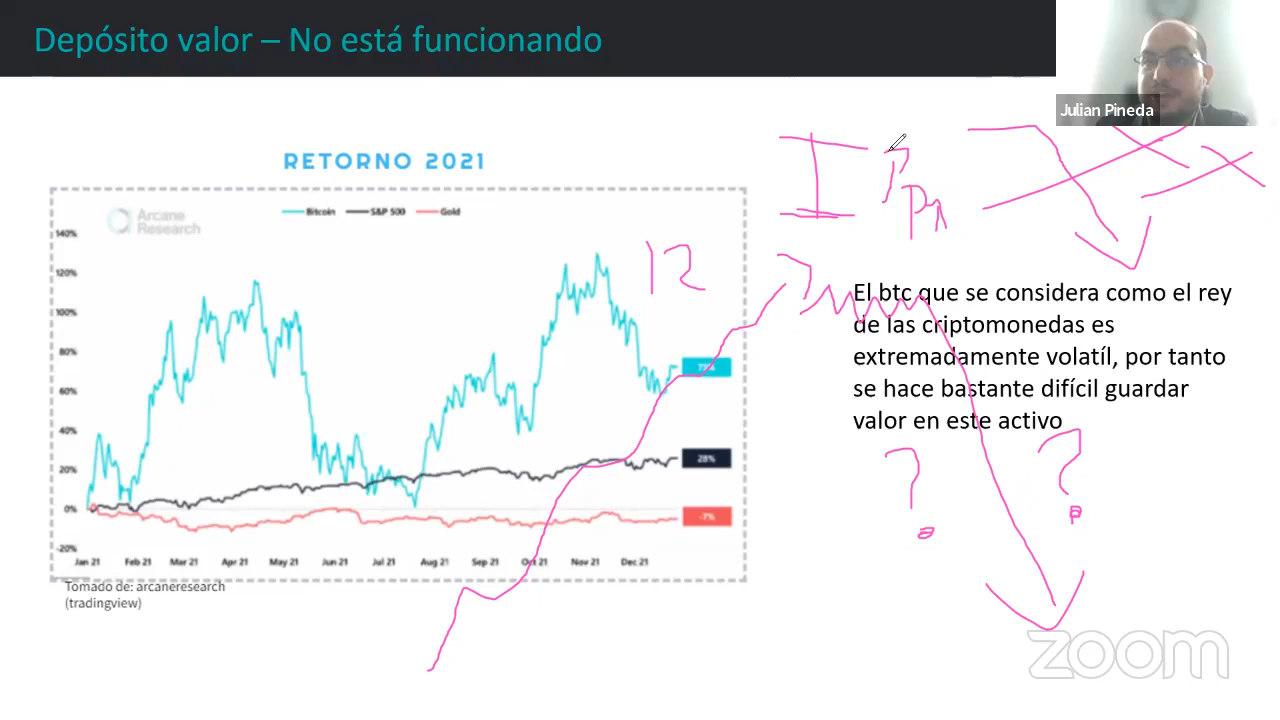 Depósito valor – No está funcionando
Julian Pineda
RETORNO 2021
Bitcoin S&P 500 Gold
Arcane
Research
140%
120%
100%
80%
60%
40%
20%
0%
-20%
73%
28%
-7%
Jan 21 Feb 21 Mar 21 Apr 21 May 21 Jun 21 Jul 21 Aug 21 Sep 21 Oct 21 Nov 21 Dec 21
Tomado de: arcaneresearch
(tradingview)
12
El btc que se considera como el rey
de las criptomonedas es
extremadamente volatíl, por tanto
se hace bastante difícil guardar
valor en este activo
? ?
zoom